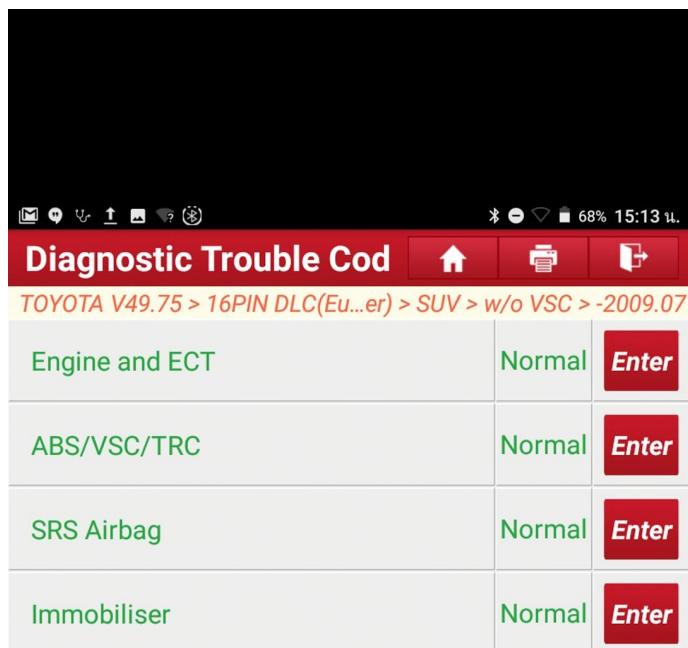 68% 15:13 น.
Diagnostic Trouble Cod
TOYOTA V49.75 > 16PIN DLC(Eu...er) > SUV > w/o VSC > -2009.07
Engine and ECT Normal Enter
ABS/VSC/TRC Normal Enter
SRS Airbag Normal Enter
Immobiliser Normal Enter